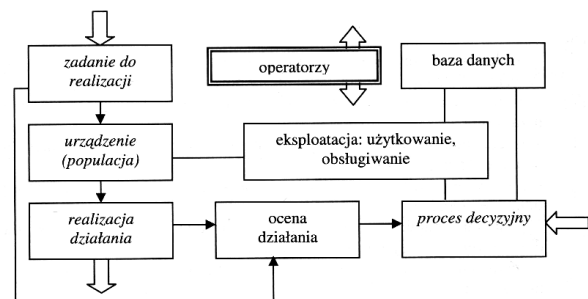 zadanie do
realizacji
operatorzy
baza danych
urządzenie
(populacja)
eksploatacja: użytkowanie,
obsługiwanie
realizacja
działania
ocena
działania
proces decyzyjny